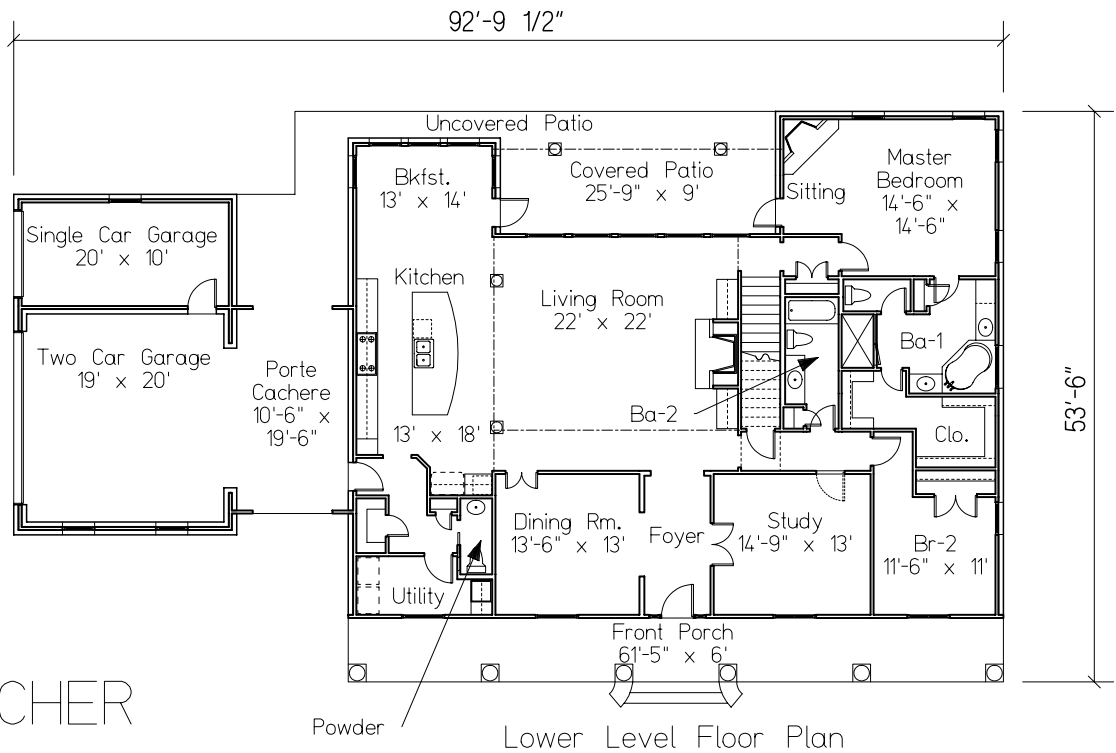 92'-9 1/2"
Uncovered Patio
Covered Patio
25'-9" x 9'
Bkfst.
13' x 14'
Sitting
Master
Bedroom
14'-6" x
14'-6"
Single Car Garage
20' x 10'
Kitchen
Living Room
22' x 22'
Two Car Garage
19' x 20'
Porte
Cachere
10'-6" x
19'-6"
Ba-1
Ba-2
13' x 18'
Clo.
53'-6"
Dining Rm.
13'-6" x 13'
Foyer
Study
14'-9" x 13'
Br-2
11'-6" x 11'
Utility
Front Porch
61'-5" x 6'
CHER
Powder
Lower Level Floor Plan